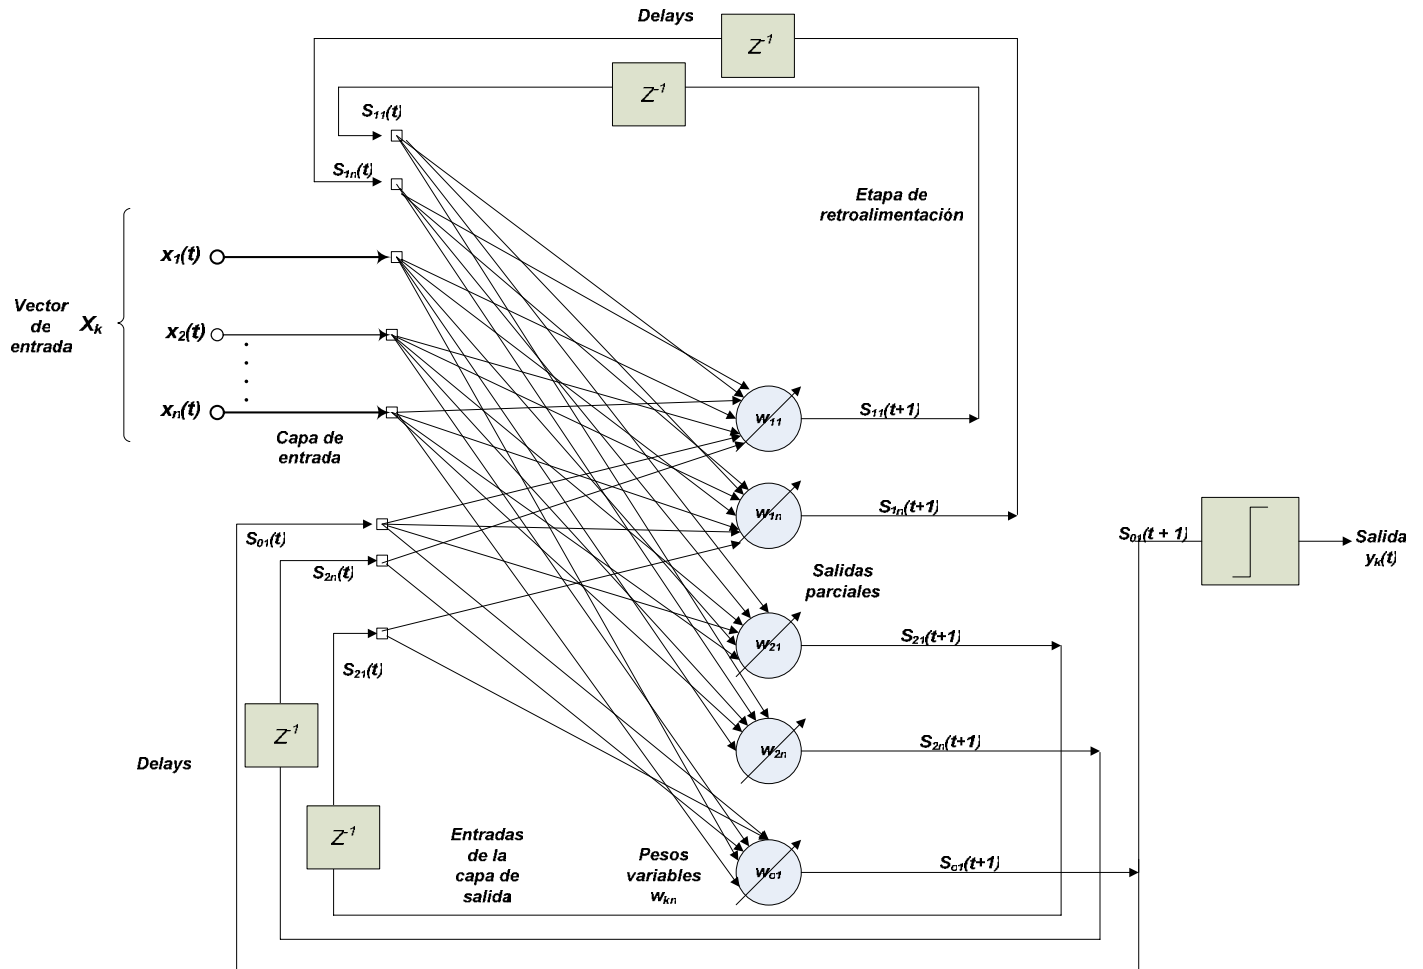 Delays
Z⁻¹
Z⁻¹
S₁₁(t)
S₁ₙ(t)
Etapa de
retroalimentación
x₁(t)
Vector
de
entrada
Xₖ
x₂(t)
xₙ(t)
Capa de
entrada
w₁₁
S₁₁(t+1)
w₁ₙ
S₁ₙ(t+1)
S₀₁(t)
S₀₁(t + 1)
Salida
yₖ(t)
S₂ₙ(t)
Salidas
parciales
w₂₁
S₂₁(t+1)
S₂₁(t)
Z⁻¹
Delays
w₂ₙ
S₂ₙ(t+1)
Z⁻¹
Entradas
de la
capa de
salida
Pesos
variables
wₖₙ
wₒ₁
Sₒ₁(t+1)